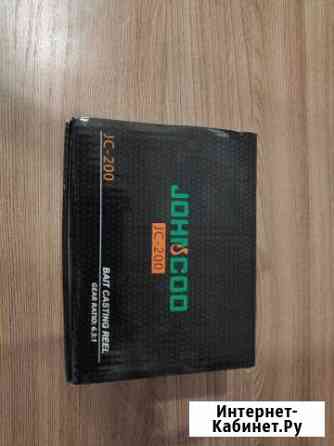 JC-200
JOHNCOO
JC-200
BAIT CASTING REEL
GEAR RATIO: 6.3:1
Интернет-
Кабинет.Ру